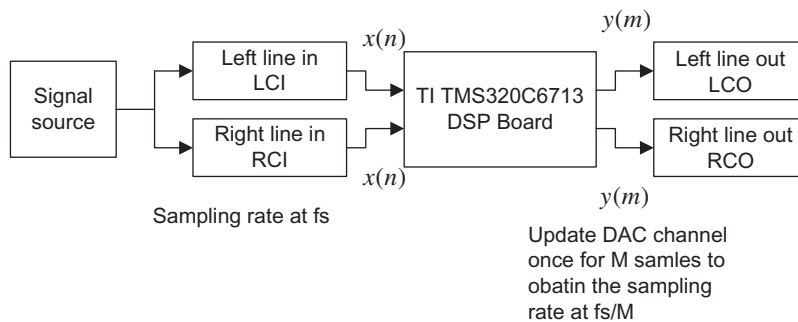 x(n)
y(m)
Signal
source
Left line in
LCI
Right line in
RCI
x(n)
TI TMS320C6713
DSP Board
Left line out
LCO
Right line out
RCO
y(m)
Sampling rate at fs
Update DAC channel
once for M samles to
obatin the sampling
rate at fs/M